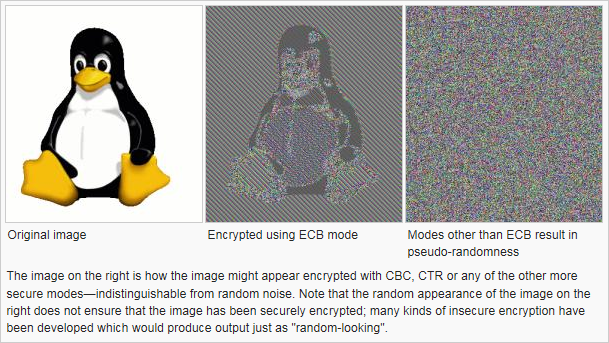 Original image
Encrypted using ECB mode
Modes other than ECB result in
pseudo-randomness
The image on the right is how the image might appear encrypted with CBC, CTR or any of the other more
secure modes—indistinguishable from random noise. Note that the random appearance of the image on the
right does not ensure that the image has been securely encrypted; many kinds of insecure encryption have
been developed which would produce output just as "random-looking".